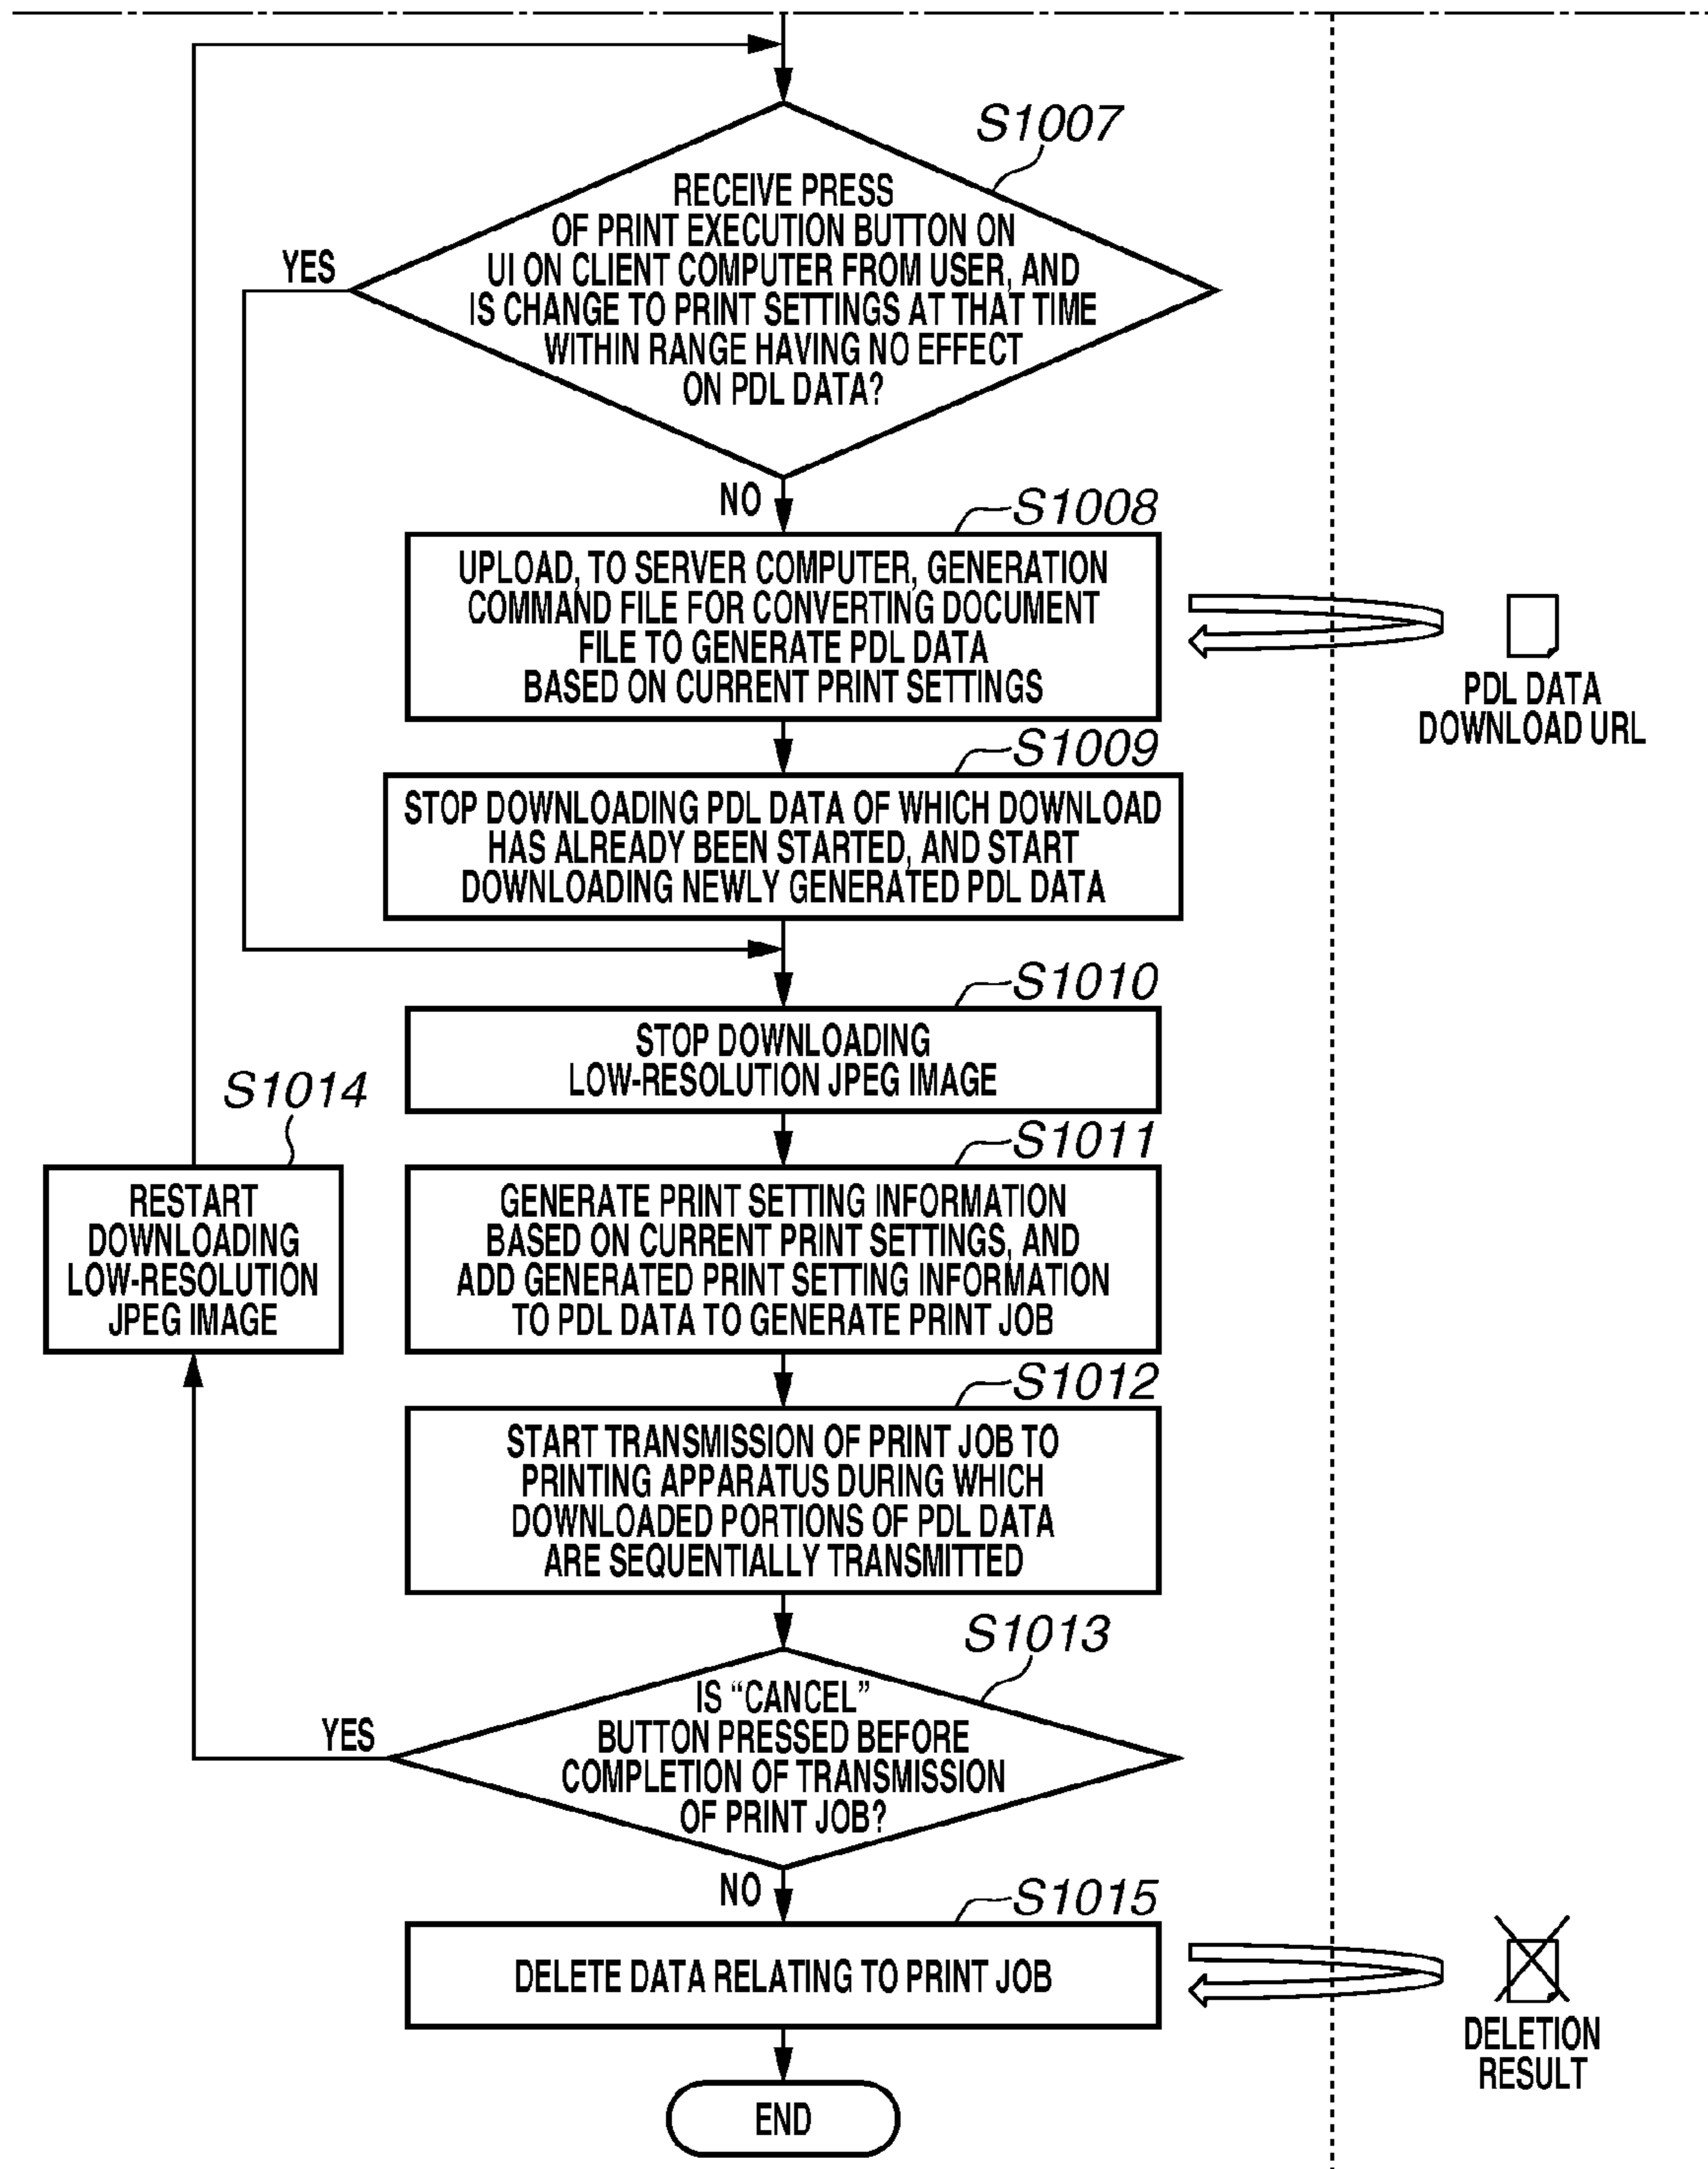 S1007
RECEIVE PRESS
OF PRINT EXECUTION BUTTON ON
UI ON CLIENT COMPUTER FROM USER, AND
IS CHANGE TO PRINT SETTINGS AT THAT TIME
WITHIN RANGE HAVING NO EFFECT
ON PDL DATA?
YES
NO
S1008
UPLOAD, TO SERVER COMPUTER, GENERATION
COMMAND FILE FOR CONVERTING DOCUMENT
FILE TO GENERATE PDL DATA
BASED ON CURRENT PRINT SETTINGS
PDL DATA
DOWNLOAD URL
S1009
STOP DOWNLOADING PDL DATA OF WHICH DOWNLOAD
HAS ALREADY BEEN STARTED, AND START
DOWNLOADING NEWLY GENERATED PDL DATA
S1010
STOP DOWNLOADING
LOW-RESOLUTION JPEG IMAGE
S1014
RESTART
DOWNLOADING
LOW-RESOLUTION
JPEG IMAGE
S1011
GENERATE PRINT SETTING INFORMATION
BASED ON CURRENT PRINT SETTINGS, AND
ADD GENERATED PRINT SETTING INFORMATION
TO PDL DATA TO GENERATE PRINT JOB
S1012
START TRANSMISSION OF PRINT JOB TO
PRINTING APPARATUS DURING WHICH
DOWNLOADED PORTIONS OF PDL DATA
ARE SEQUENTIALLY TRANSMITTED
S1013
IS “CANCEL”
BUTTON PRESSED BEFORE
COMPLETION OF TRANSMISSION
OF PRINT JOB?
YES
NO
S1015
DELETE DATA RELATING TO PRINT JOB
DELETION
RESULT
END